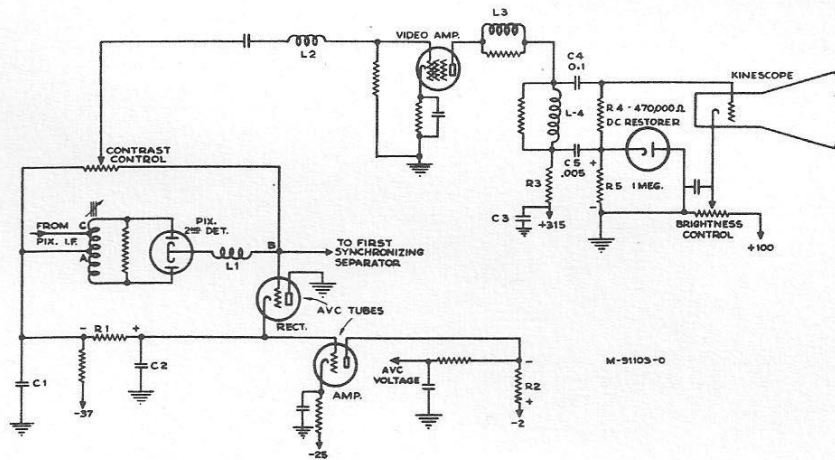 L3
VIDEO AMP.
L2
C4
0.1
KINESCOPE
R4 - 470,000 Ω
DC RESTORER
L-4
CONTRAST
CONTROL
C5
.005
+
R5
1 MEG.
-
R3
C3
+315
BRIGHTNESS
CONTROL
+100
FROM
PIX. I.F.
C
A
PIX.
2ND DET.
L1
B
TO FIRST
SYNCHRONIZING
SEPARATOR
AVC TUBES
RECT.
- R1 +
C1
C2
-37
AMP.
-25
AVC
VOLTAGE
-
R2
+
-2
M-91103-0